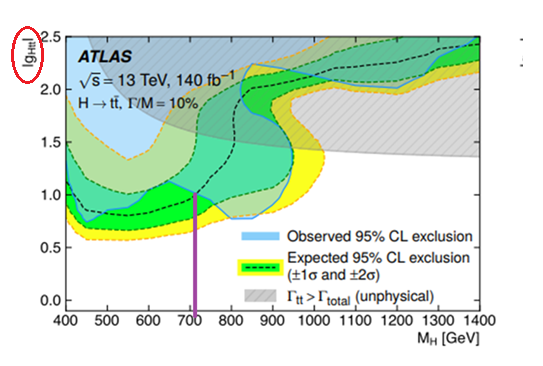 |gHtt|
2.5
2.0
1.5
1.0
0.5
0.0
ATLAS
√s = 13 TeV, 140 fb⁻¹
H → tt̄, Γ/M = 10%
Observed 95% CL exclusion
Expected 95% CL exclusion
(±1σ and ±2σ)
Γtt̄ > Γtotal (unphysical)
400 500 600 700 800 900 1000 1100 1200 1300 1400
MH [GeV]